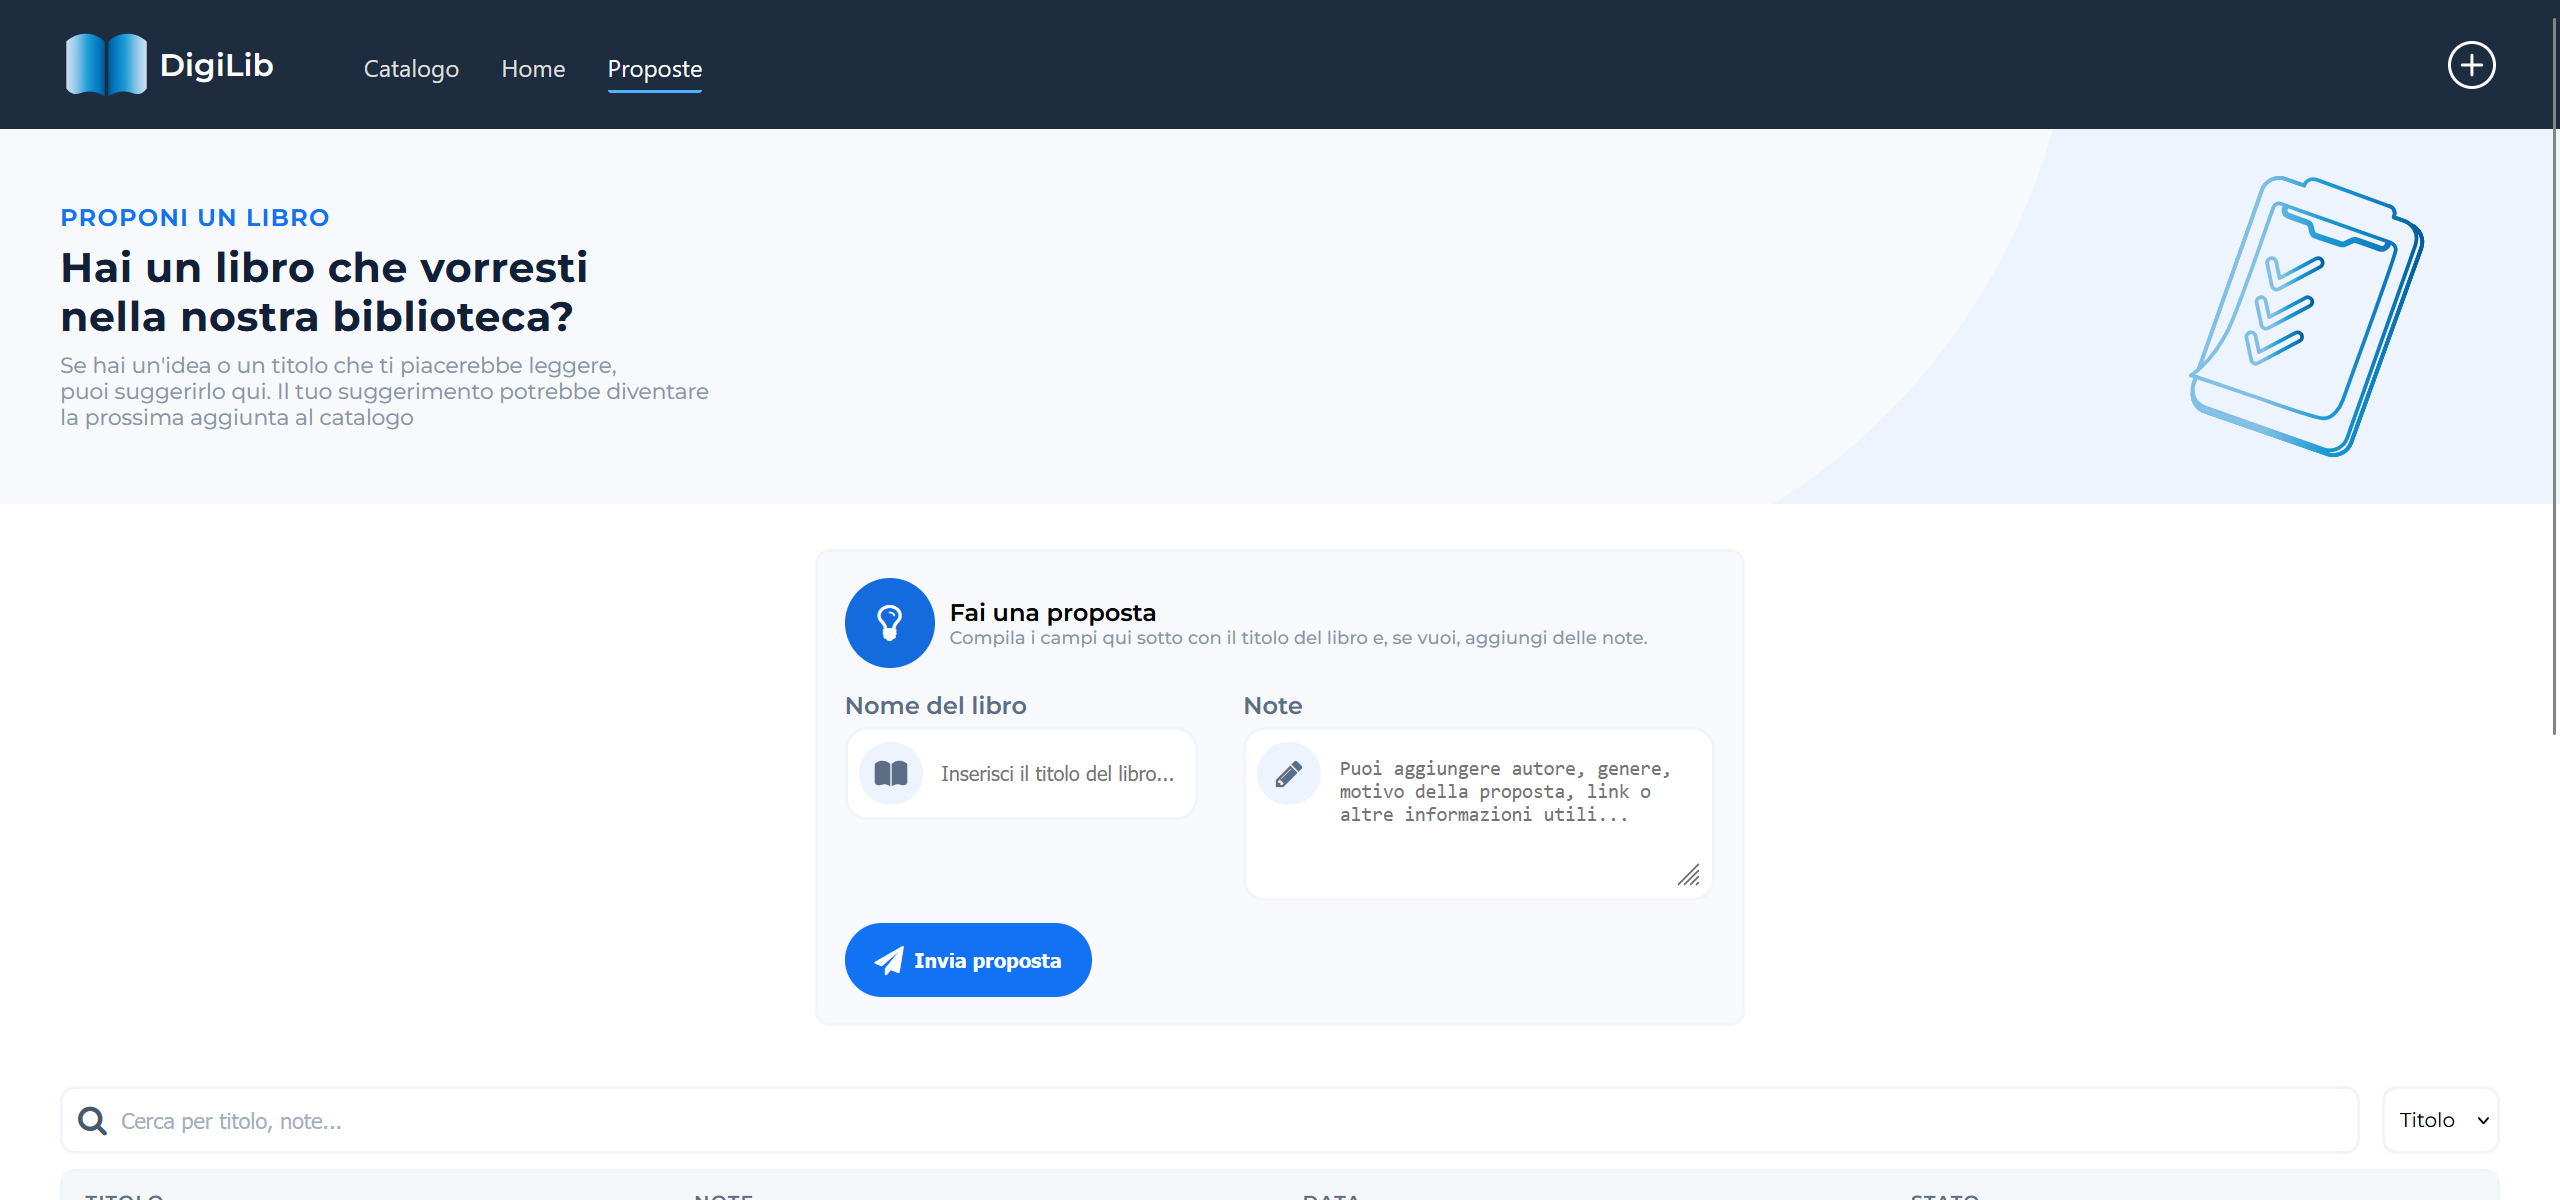 DigiLib
Catalogo
Home
Proposte
PROPONI UN LIBRO
Hai un libro che vorresti
nella nostra biblioteca?
Se hai un'idea o un titolo che ti piacerebbe leggere,
puoi suggerirlo qui. Il tuo suggerimento potrebbe diventare
la prossima aggiunta al catalogo
Fai una proposta
Compila i campi qui sotto con il titolo del libro e, se vuoi, aggiungi delle note.
Nome del libro
Inserisci il titolo del libro...
Note
Puoi aggiungere autore, genere,
motivo della proposta, link o
altre informazioni utili...
Invia proposta
Cerca per titolo, note...
Titolo
TITOLO
NOTE
DATA
STATO